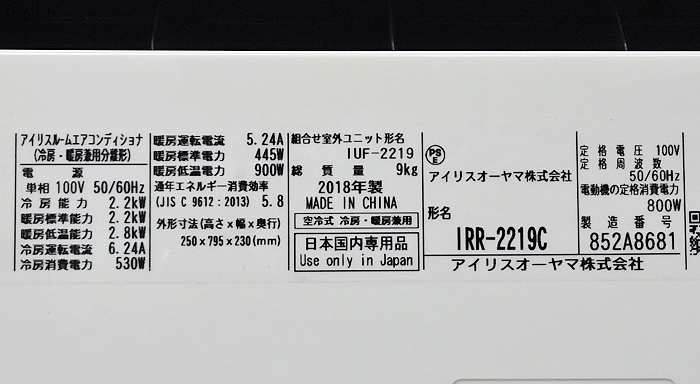 アイリスルームエアコンディショナ
(冷房・暖房兼用分離形)
電源
単相 100V 50/60Hz
冷房能力 2.2kW
暖房標準能力 2.2kW
暖房低温能力 2.8kW
冷房運転電流 6.24A
冷房消費電力 530W
暖房運転電流 5.24A
暖房標準電力 445W
暖房低温電力 900W
通年エネルギー消費効率
(JIS C 9612:2013) 5.8
外形寸法(高さx幅x奥行)
250x795x230(mm)
組合せ室外ユニット形名
IUF-2219
総質量 9kg
2018年製
MADE IN CHINA
空冷式 冷房・暖房兼用
日本国内専用品
Use only in Japan
PS
E
アイリスオーヤマ株式会社
形名
IRR-2219C
定格電圧 100V
定格周波数
50/60Hz
電動機の定格消費電力
800W
製造番号
852A8681
アイリスオーヤマ株式会社